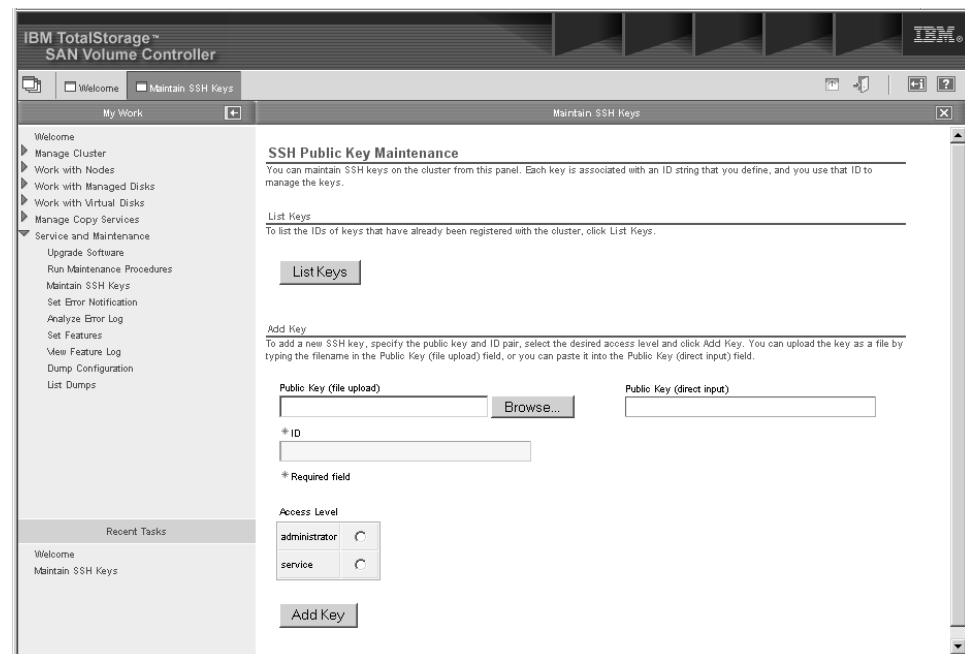 IBM TotalStorage™
SAN Volume Controller
IBM®
Welcome
Maintain SSH Keys
My Work
Maintain SSH Keys
Welcome
Manage Cluster
Work with Nodes
Work with Managed Disks
Work with Virtual Disks
Manage Copy Services
Service and Maintenance
Upgrade Software
Run Maintenance Procedures
Maintain SSH Keys
Set Error Notification
Analyze Error Log
Set Features
View Feature Log
Dump Configuration
List Dumps
Recent Tasks
Welcome
Maintain SSH Keys
SSH Public Key Maintenance
You can maintain SSH keys on the cluster from this panel. Each key is associated with an ID string that you define, and you use that ID to
manage the keys.
List Keys
To list the IDs of keys that have already been registered with the cluster, click List Keys.
List Keys
Add Key
To add a new SSH key, specify the public key and ID pair, select the desired access level and click Add Key. You can upload the key as a file by
typing the filename in the Public Key (file upload) field, or you can paste it into the Public Key (direct input) field.
Public Key (file upload)
Public Key (direct input)
Browse...
* ID
* Required field
Access Level
administrator
service
Add Key